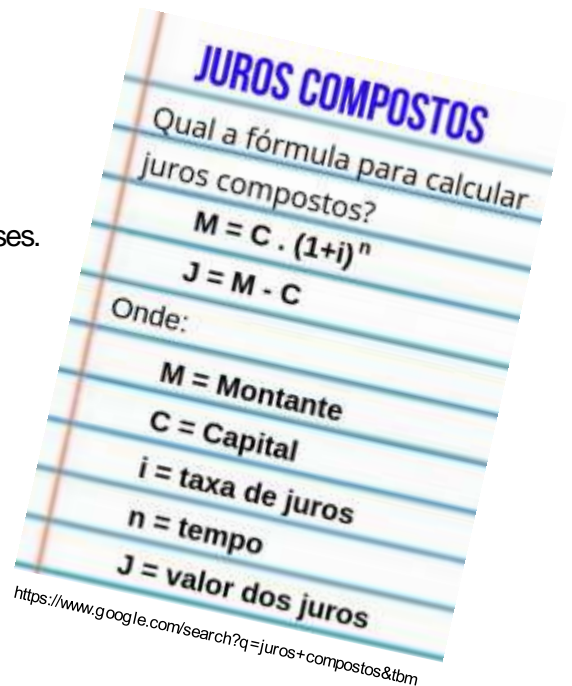 JUROS COMPOSTOS
Qual a fórmula para calcular
juros compostos?
ses.
M = C . (1+i)ⁿ
J = M - C
Onde:
M = Montante
C = Capital
i = taxa de juros
n = tempo
J = valor dos juros
https://www.google.com/search?q=juros+compostos&tbm